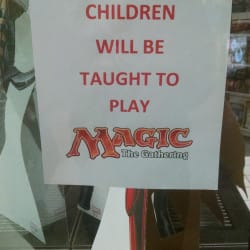 CHILDREN
WILL BE
TAUGHT TO
PLAY
MAGIC
The Gathering